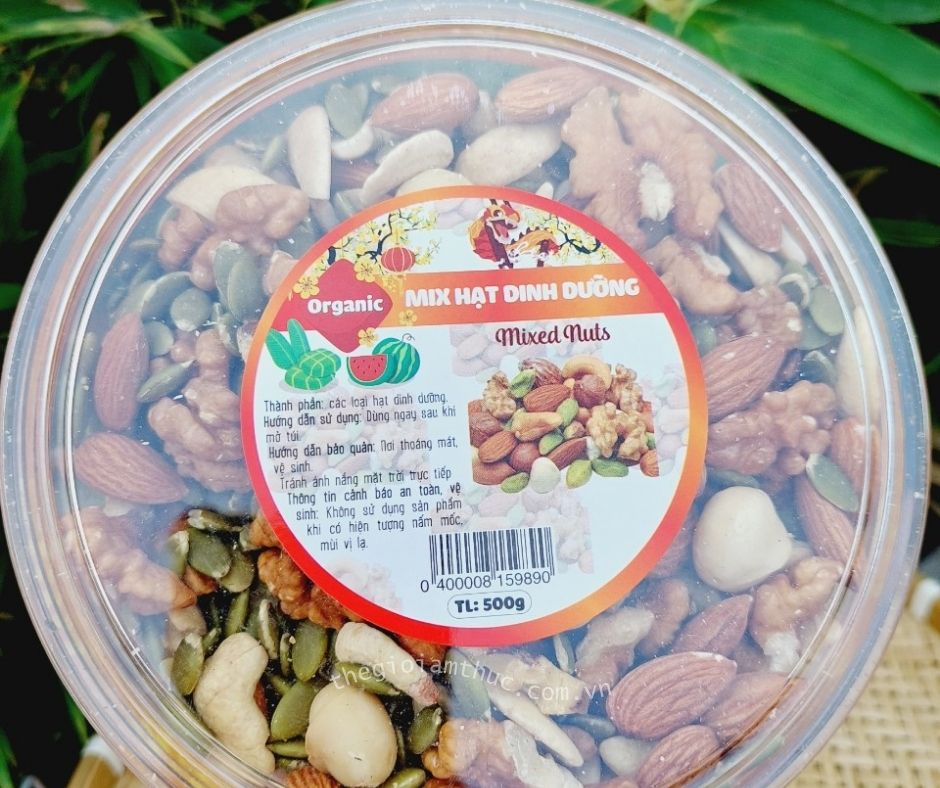 Organic
MIX HẠT DINH DƯỠNG
Mixed Nuts
Thành phần: các loại hạt dinh dưỡng.
Hướng dẫn sử dụng: Dùng ngay sau khi
mở túi.
Hướng dẫn bảo quản: Nơi thoáng mát,
vệ sinh.
Tránh ánh nắng mặt trời trực tiếp
Thông tin cảnh báo an toàn, vệ
sinh: Không sử dụng sản phẩm
khi có hiện tượng nấm mốc,
mùi vị lạ.
0 400008 159890
TL: 500g
thegioiamthuc.com.vn